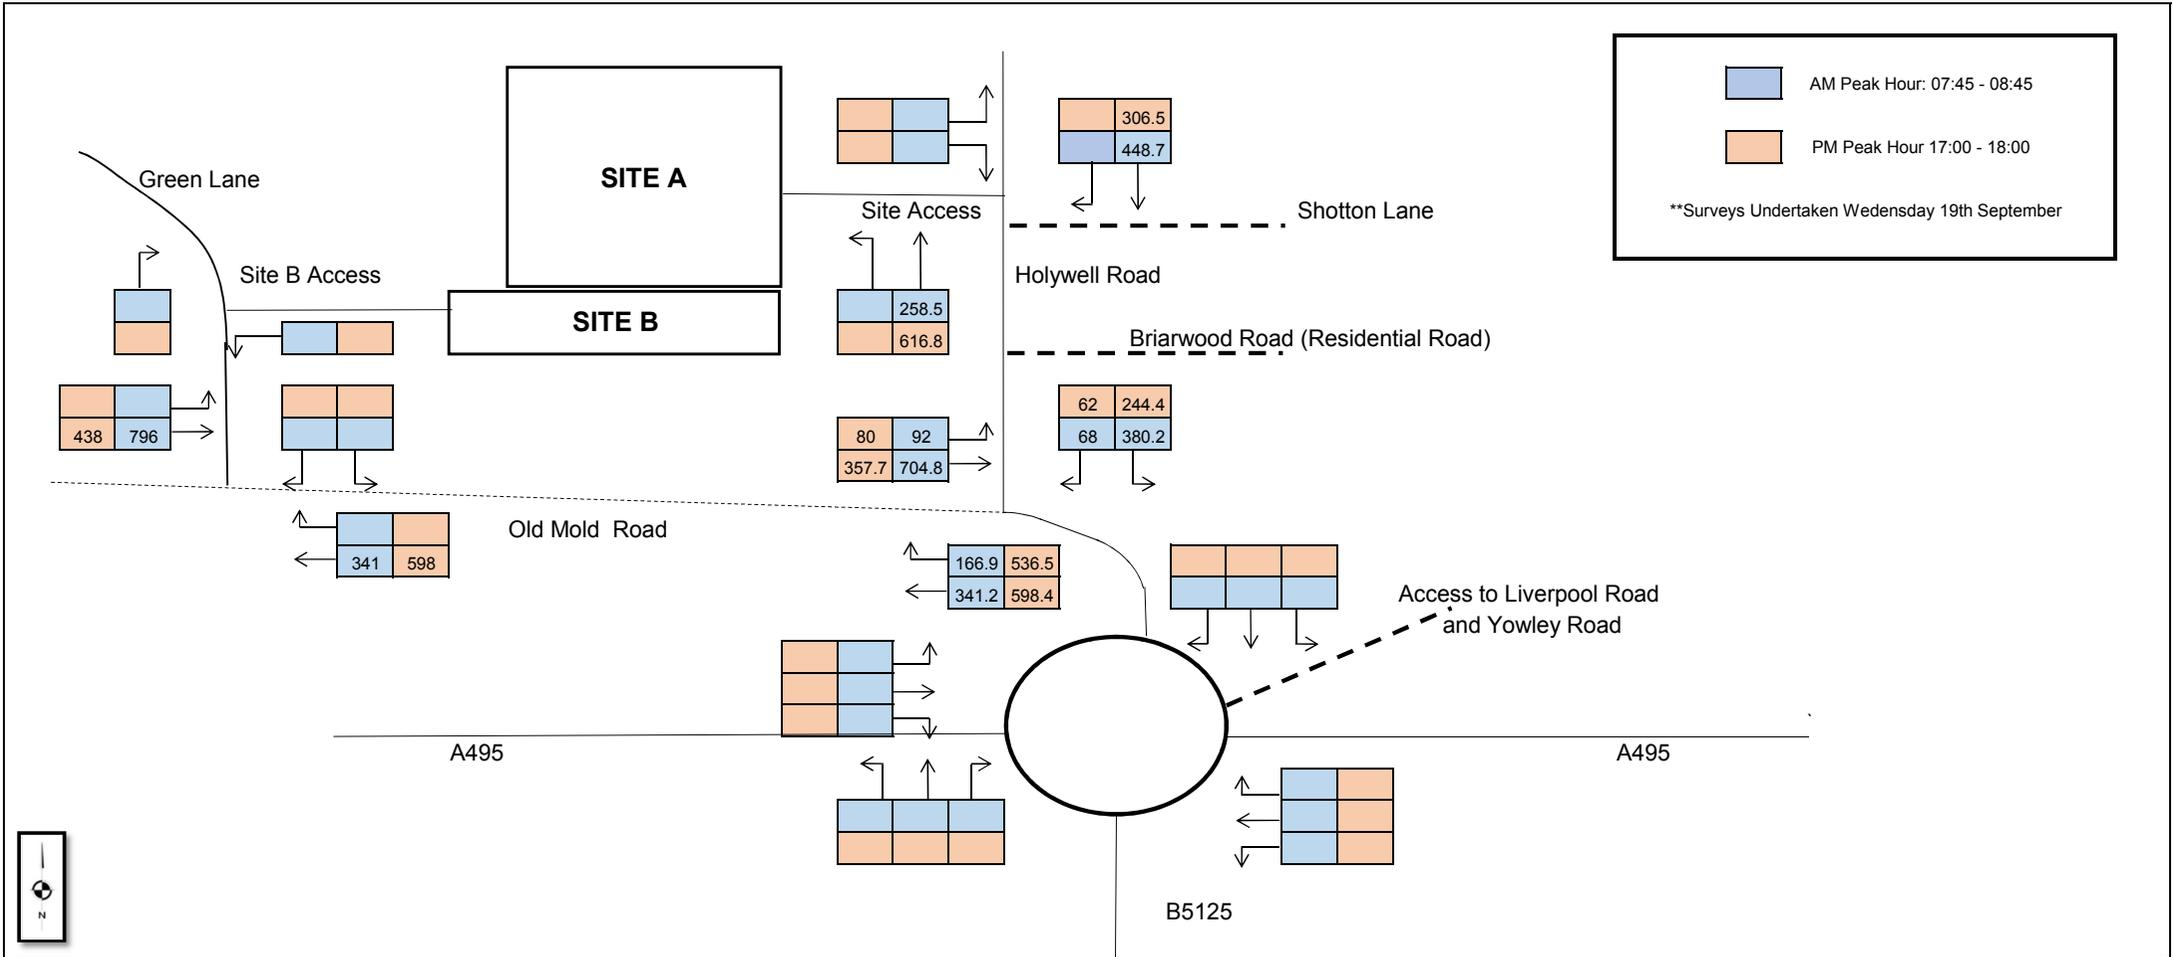 AM Peak Hour: 07:45 - 08:45
PM Peak Hour 17:00 - 18:00
**Surveys Undertaken Wedensday 19th September
306.5
448.7
SITE A
Green Lane
Site Access
Shotton Lane
Site B Access
Holywell Road
SITE B
258.5
616.8
Briarwood Road (Residential Road)
438 796
80 92
357.7 704.8
62 244.4
68 380.2
Old Mold Road
341 598
166.9 536.5
341.2 598.4
Access to Liverpool Road
and Yowley Road
A495
A495
B5125
N